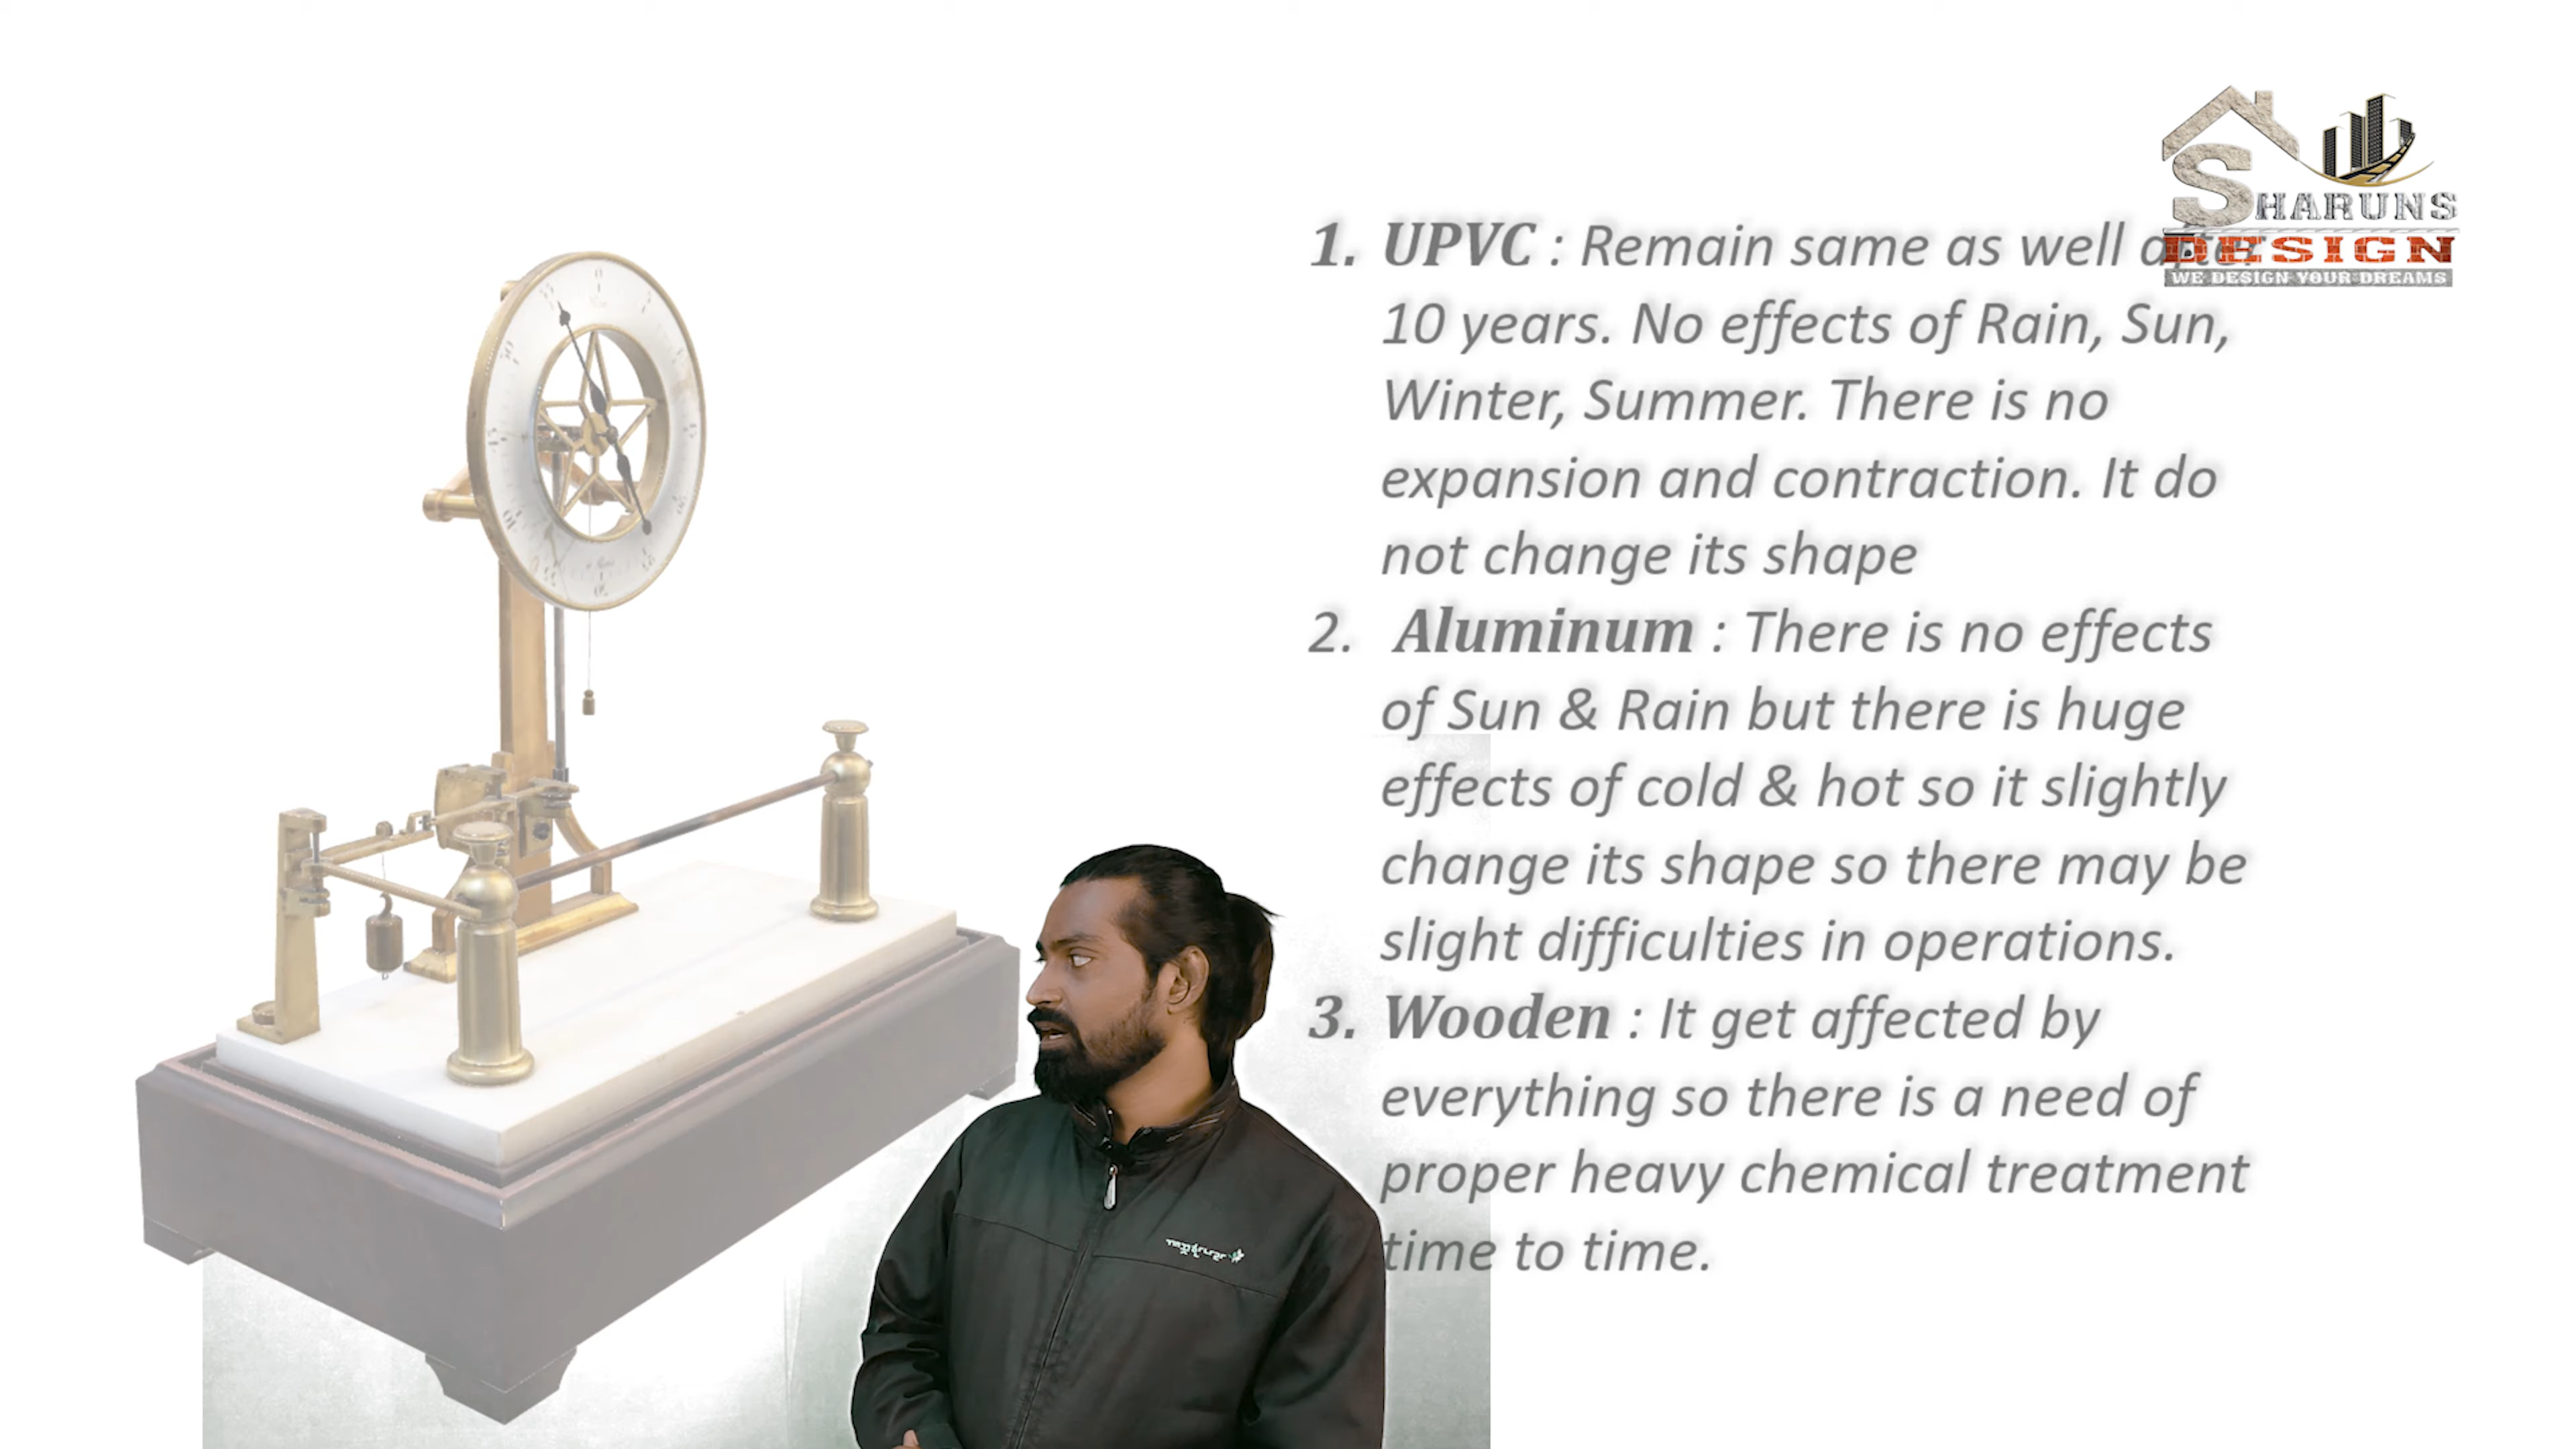 SHARUNS
DESIGN
WE DESIGN YOUR DREAMS
1. UPVC : Remain same as well after
10 years. No effects of Rain, Sun,
Winter, Summer. There is no
expansion and contraction. It do
not change its shape
2. Aluminum : There is no effects
of Sun & Rain but there is huge
effects of cold & hot so it slightly
change its shape so there may be
slight difficulties in operations.
3. Wooden : It get affected by
everything so there is a need of
proper heavy chemical treatment
time to time.